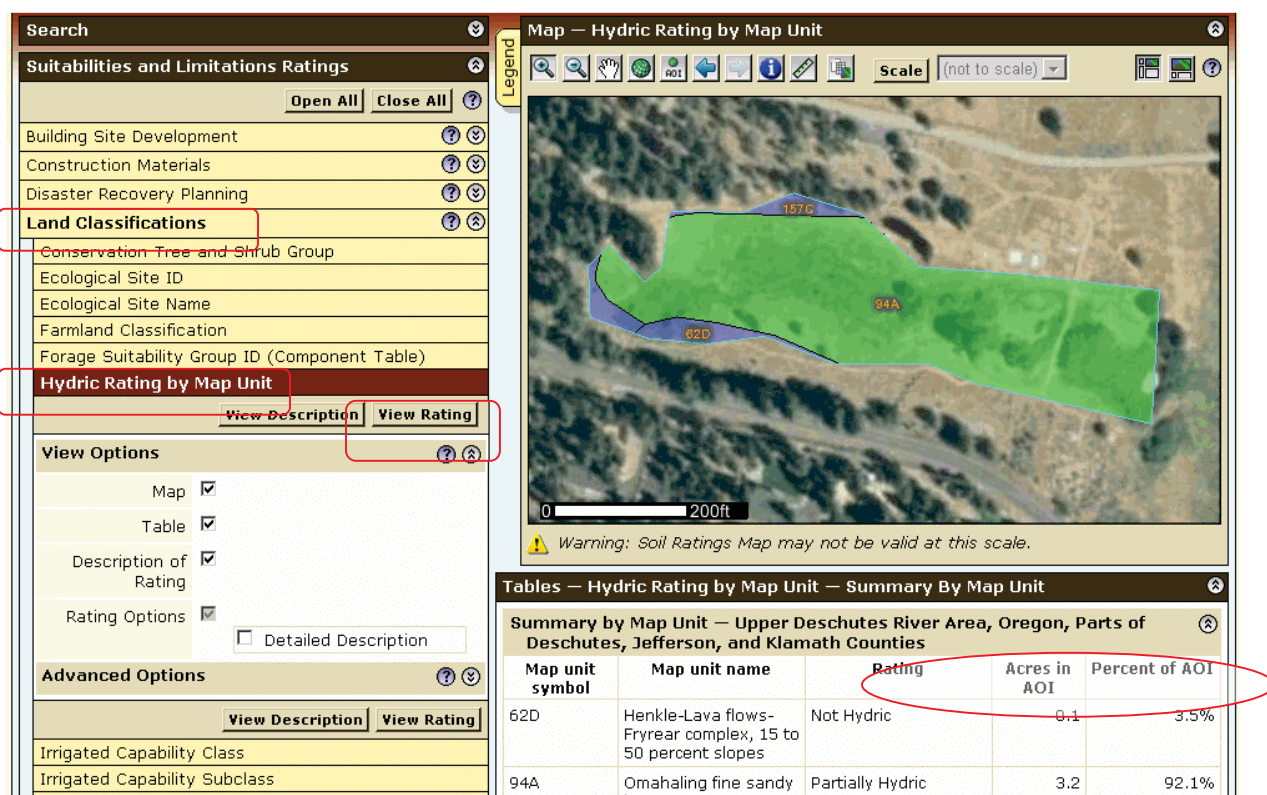 Search
Suitabilities and Limitations Ratings
Open All Close All ?
Building Site Development ?
Construction Materials ?
Disaster Recovery Planning ?
Land Classifications ?
Conservation Tree and Shrub Group
Ecological Site ID
Ecological Site Name
Farmland Classification
Forage Suitability Group ID (Component Table)
Hydric Rating by Map Unit
View Description View Rating
View Options ?
Map
Table
Description of
Rating
Rating Options
Detailed Description
Advanced Options ?
View Description View Rating
Irrigated Capability Class
Irrigated Capability Subclass
Legend
Map — Hydric Rating by Map Unit
AOI i Scale (not to scale) ?
157G
94A
62D
0 200ft
Warning: Soil Ratings Map may not be valid at this scale.
Tables — Hydric Rating by Map Unit — Summary By Map Unit
Summary by Map Unit — Upper Deschutes River Area, Oregon, Parts of
Deschutes, Jefferson, and Klamath Counties
Map unit Map unit name Rating Acres in Percent of AOI
symbol AOI
62D Henkle-Lava flows- Not Hydric 0.1 3.5%
Fryrear complex, 15 to
50 percent slopes
94A Omahaling fine sandy Partially Hydric 3.2 92.1%